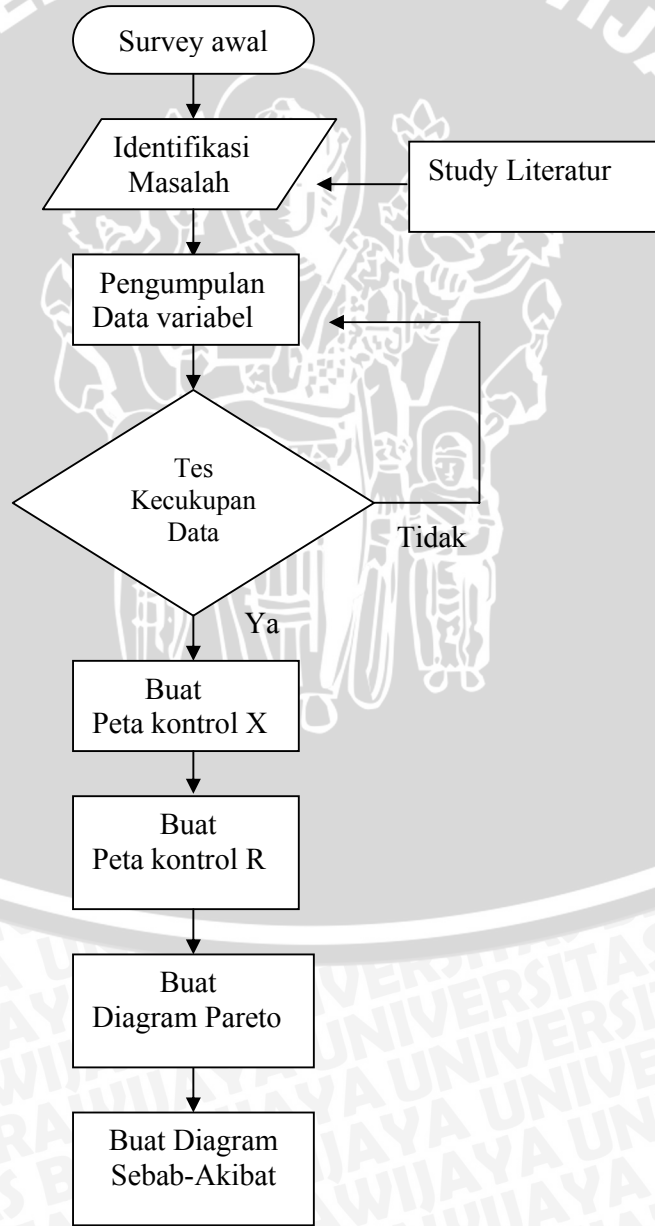 Survey awal
Identifikasi
Masalah
Study Literatur
Pengumpulan
Data variabel
Tes
Kecukupan
Data
Tidak
Ya
Buat
Peta kontrol X
Buat
Peta kontrol R
Buat
Diagram Pareto
Buat Diagram
Sebab-Akibat